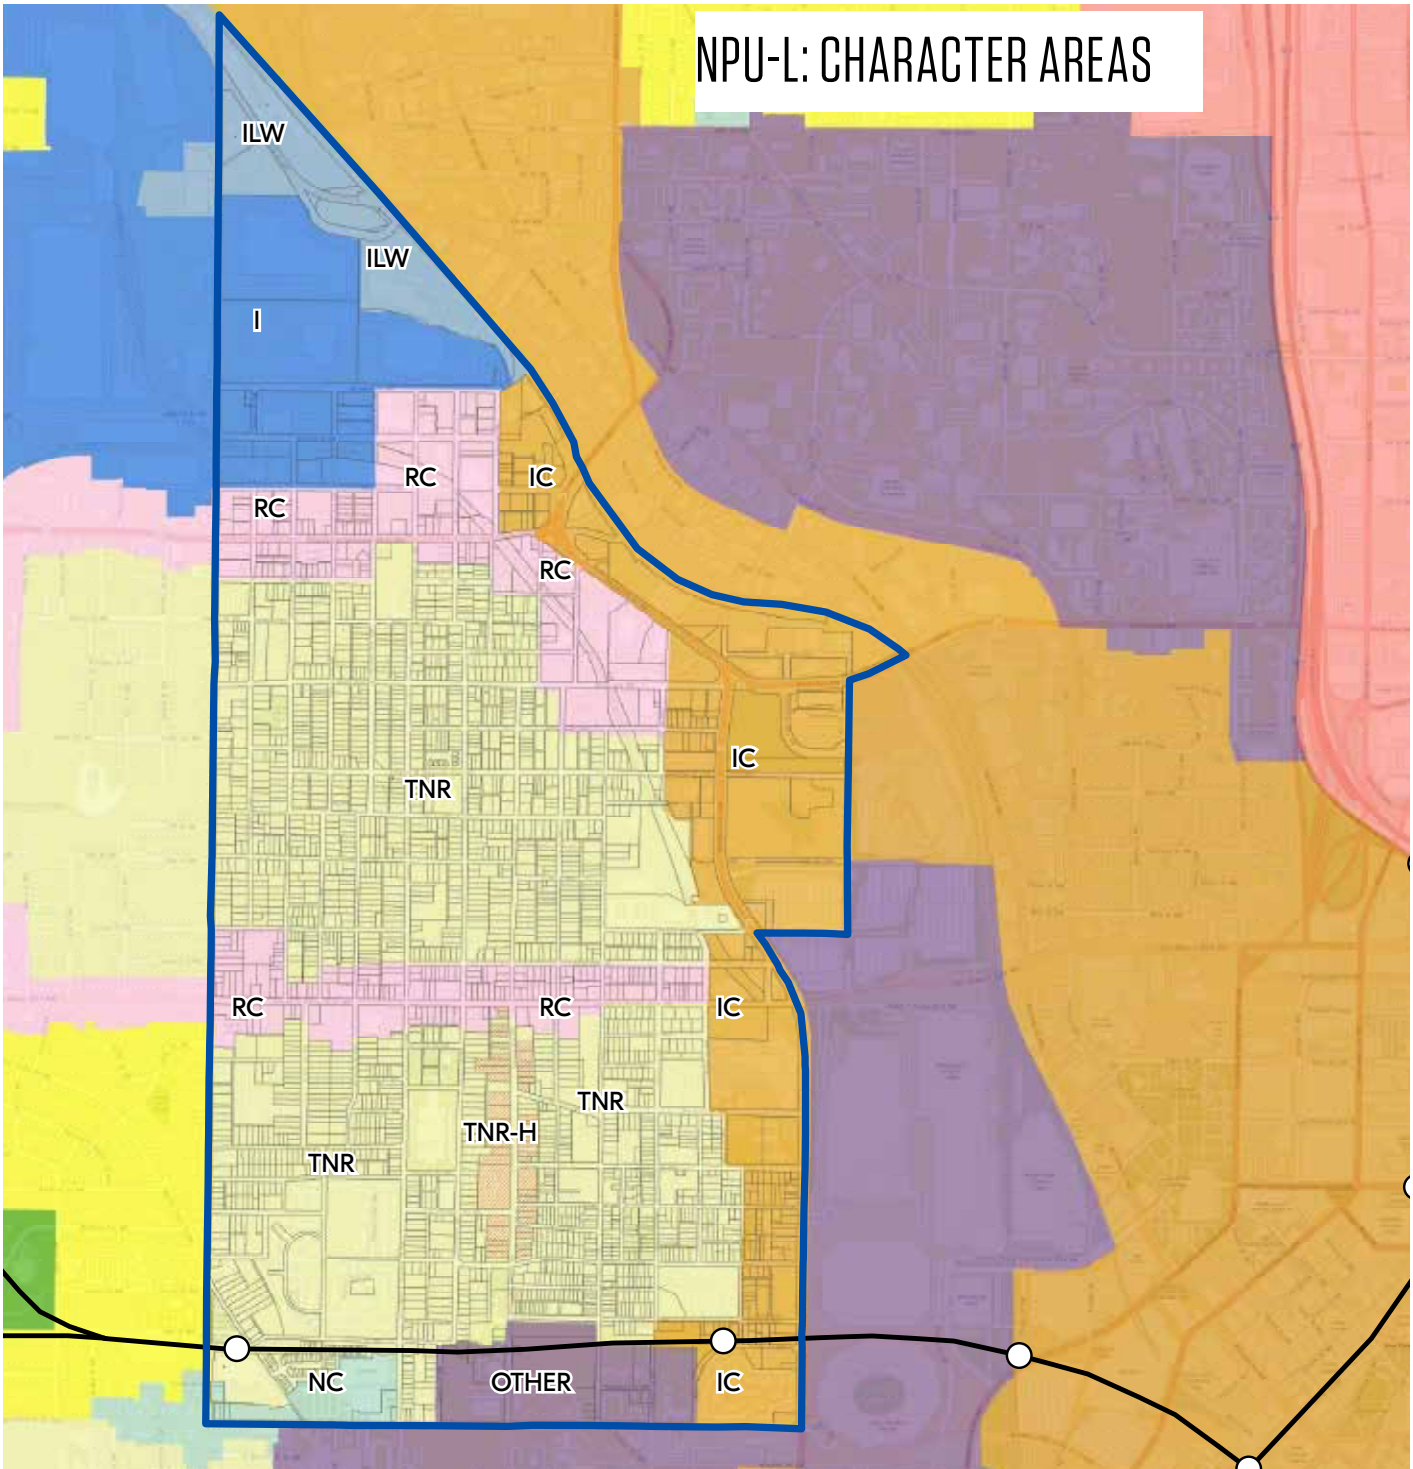 NPU-L: CHARACTER AREAS
ILW
ILW
I
RC
IC
RC
RC
IC
TNR
RC
RC
IC
TNR
TNR-H
TNR
NC
OTHER
IC